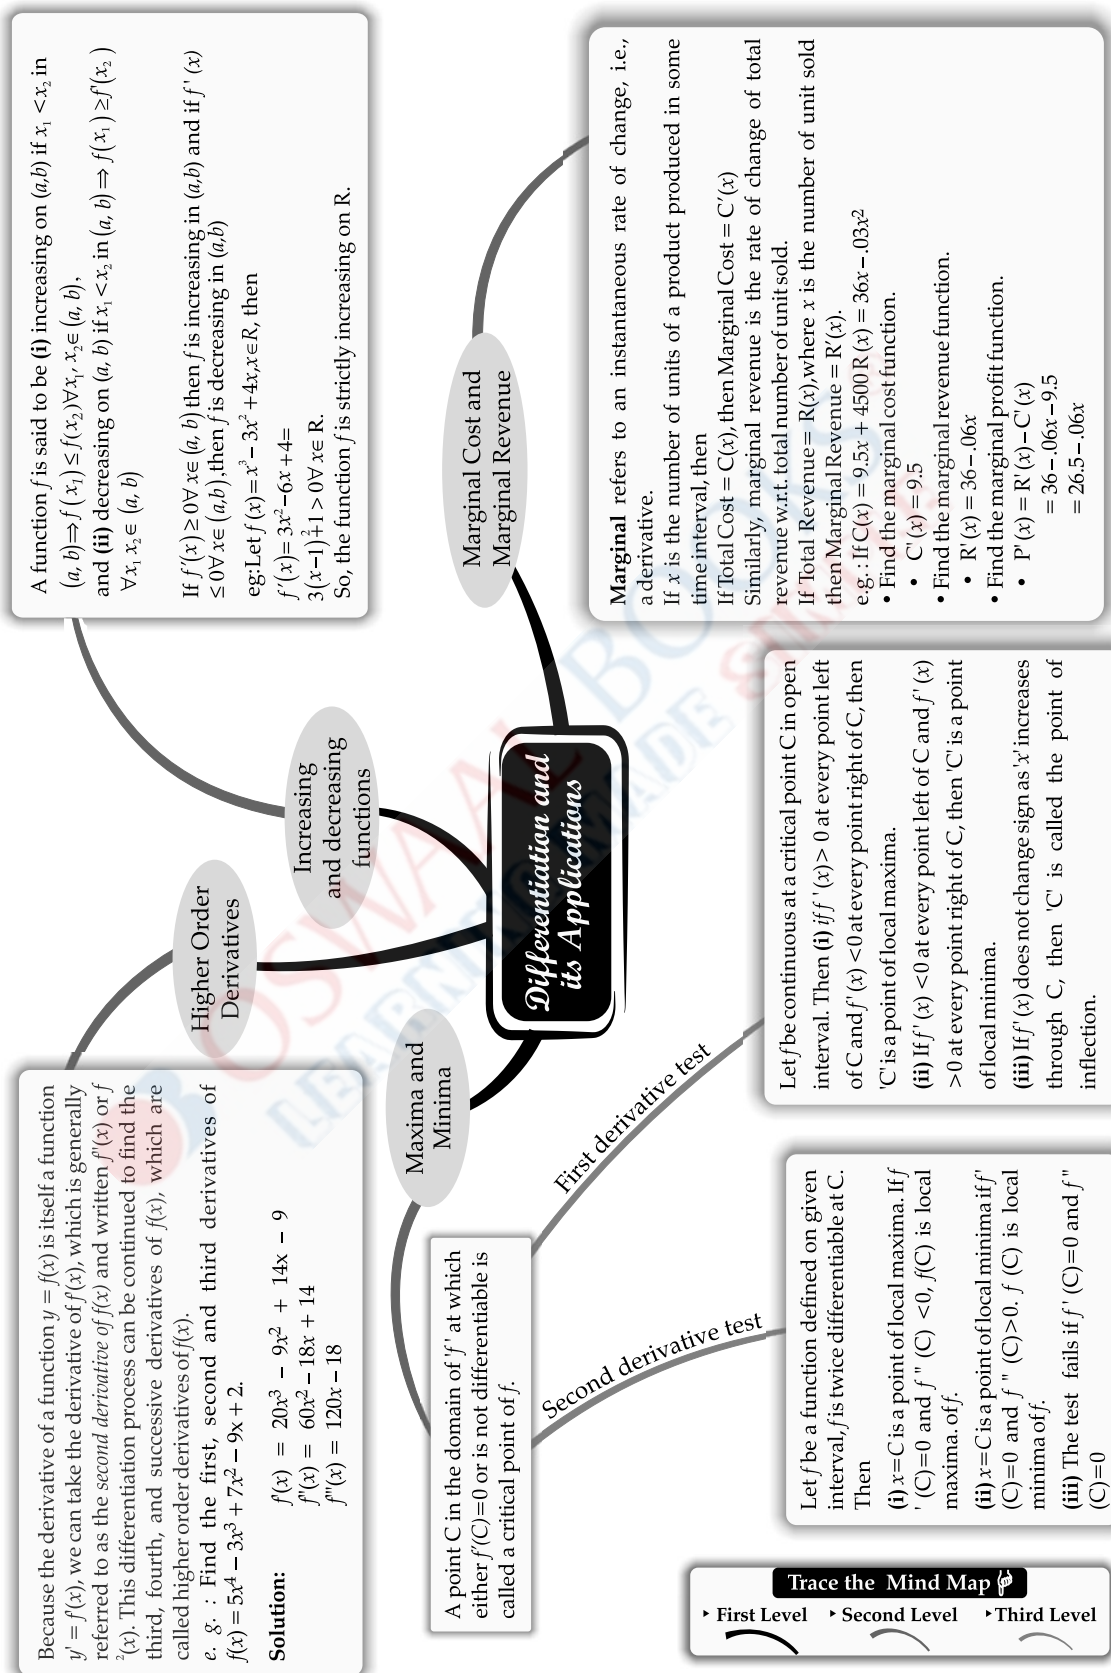 Because the derivative of a function y = f(x) is itself a function
y' = f'(x), we can take the derivative of f'(x), which is generally
referred to as the second derivative of f(x) and written f"(x) or f
²(x). This differentiation process can be continued to find the
third, fourth, and successive derivatives of f(x), which are
called higher order derivatives of f(x).
e. g. : Find the first, second and third derivatives of
f(x) = 5x⁴ − 3x³ + 7x² − 9x + 2.
Solution: f'(x) = 20x³ − 9x² + 14x − 9
f"(x) = 60x² − 18x + 14
f'''(x) = 120x − 18
Higher Order
Derivatives
A function f is said to be (i) increasing on (a,b) if x₁ < x₂ in
(a, b) ⇒ f(x₁) ≤ f(x₂) ∀ x₁, x₂ ∈ (a, b),
and (ii) decreasing on (a, b) if x₁ < x₂ in (a, b) ⇒ f(x₁) ≥ f(x₂)
∀ x₁ x₂ ∈ (a, b)
If f'(x) ≥ 0 ∀ x ∈ (a, b) then f is increasing in (a,b) and if f '(x)
≤ 0 ∀ x ∈ (a,b), then f is decreasing in (a,b)
eg: Let f (x) = x³ − 3x² + 4x, x ∈ R, then
f '(x) = 3x² − 6x + 4 =
3(x−1)² + 1 > 0 ∀ x ∈ R.
So, the function f is strictly increasing on R.
Increasing
and decreasing
functions
Marginal Cost and
Marginal Revenue
Marginal refers to an instantaneous rate of change, i.e.,
a derivative.
If x is the number of units of a product produced in some
time interval, then
If Total Cost = C(x), then Marginal Cost = C'(x)
Similarly, marginal revenue is the rate of change of total
revenue w.r.t. total number of unit sold.
If Total Revenue = R(x), where x is the number of unit sold
then Marginal Revenue = R'(x).
e.g. : If C(x) = 9.5x + 4500 R (x) = 36x − .03x²
• Find the marginal cost function.
• C'(x) = 9.5
• Find the marginal revenue function.
• R'(x) = 36 − .06x
• Find the marginal profit function.
• P'(x) = R'(x) − C'(x)
= 36 − .06x − 9.5
= 26.5 − .06x
Differentiation and
its Applications
Maxima and
Minima
A point C in the domain of 'f' at which
either f'(C)=0 or is not differentiable is
called a critical point of f.
First derivative test
Let f be continuous at a critical point C in open
interval. Then (i) if f '(x) > 0 at every point left
of C and f '(x) <0 at every point right of C, then
'C' is a point of local maxima.
(ii) If f '(x) <0 at every point left of C and f '(x)
>0 at every point right of C, then 'C' is a point
of local minima.
(iii) If f '(x) does not change sign as 'x' increases
through C, then 'C' is called the point of
inflection.
Second derivative test
Let f be a function defined on given
interval, f is twice differentiable at C.
Then
(i) x=C is a point of local maxima. If f
' (C)=0 and f " (C) <0, f(C) is local
maxima. of f.
(ii) x=C is a point of local minima if f'
(C)=0 and f " (C)>0. f (C) is local
minima of f.
(iii) The test fails if f ' (C)=0 and f "
(C)=0
Trace the Mind Map
First Level Second Level Third Level
OSWAAL BOOKS®
LEARNING MADE SIMPLE